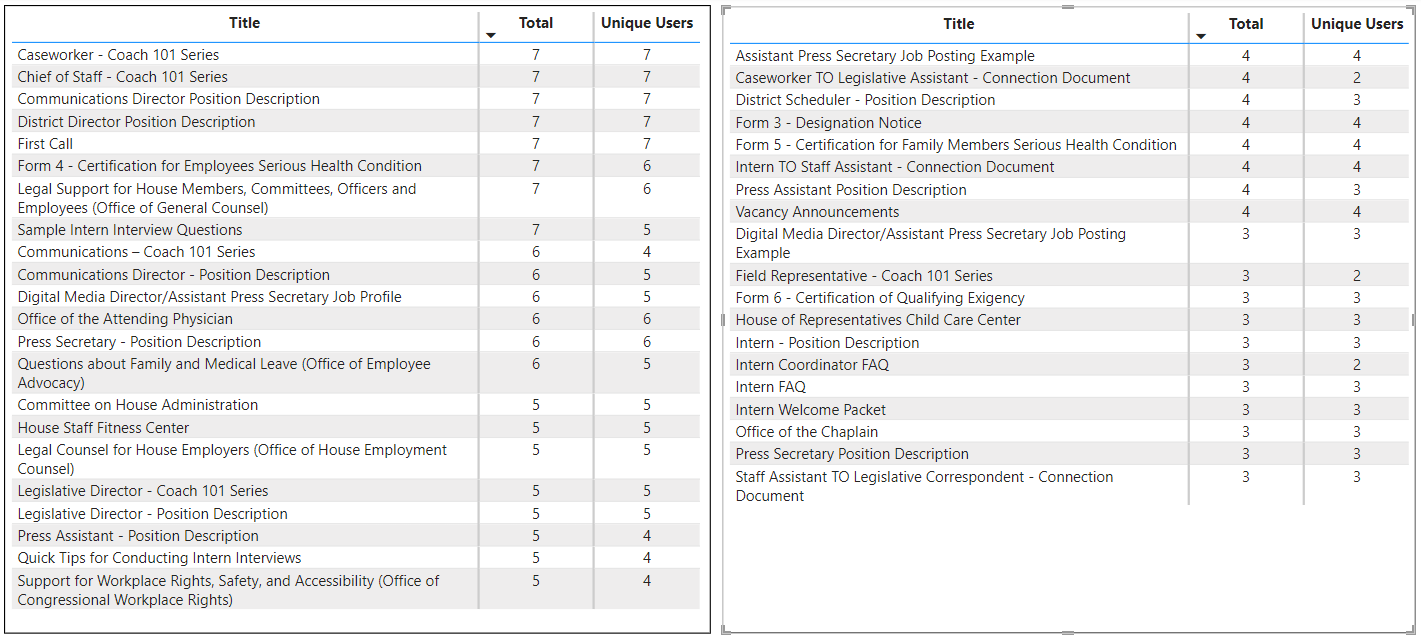 Title Total Unique Users
Caseworker - Coach 101 Series 7 7
Chief of Staff - Coach 101 Series 7 7
Communications Director Position Description 7 7
District Director Position Description 7 7
First Call 7 7
Form 4 - Certification for Employees Serious Health Condition 7 6
Legal Support for House Members, Committees, Officers and 7 6
Employees (Office of General Counsel)
Sample Intern Interview Questions 7 5
Communications – Coach 101 Series 6 4
Communications Director - Position Description 6 5
Digital Media Director/Assistant Press Secretary Job Profile 6 5
Office of the Attending Physician 6 6
Press Secretary - Position Description 6 6
Questions about Family and Medical Leave (Office of Employee 6 5
Advocacy)
Committee on House Administration 5 5
House Staff Fitness Center 5 5
Legal Counsel for House Employers (Office of House Employment 5 5
Counsel)
Legislative Director - Coach 101 Series 5 5
Legislative Director - Position Description 5 5
Press Assistant - Position Description 5 4
Quick Tips for Conducting Intern Interviews 5 4
Support for Workplace Rights, Safety, and Accessibility (Office of 5 4
Congressional Workplace Rights)
Title Total Unique Users
Assistant Press Secretary Job Posting Example 4 4
Caseworker TO Legislative Assistant - Connection Document 4 2
District Scheduler - Position Description 4 3
Form 3 - Designation Notice 4 4
Form 5 - Certification for Family Members Serious Health Condition 4 4
Intern TO Staff Assistant - Connection Document 4 4
Press Assistant Position Description 4 3
Vacancy Announcements 4 4
Digital Media Director/Assistant Press Secretary Job Posting 3 3
Example
Field Representative - Coach 101 Series 3 2
Form 6 - Certification of Qualifying Exigency 3 3
House of Representatives Child Care Center 3 3
Intern - Position Description 3 3
Intern Coordinator FAQ 3 2
Intern FAQ 3 3
Intern Welcome Packet 3 3
Office of the Chaplain 3 3
Press Secretary Position Description 3 3
Staff Assistant TO Legislative Correspondent - Connection 3 3
Document